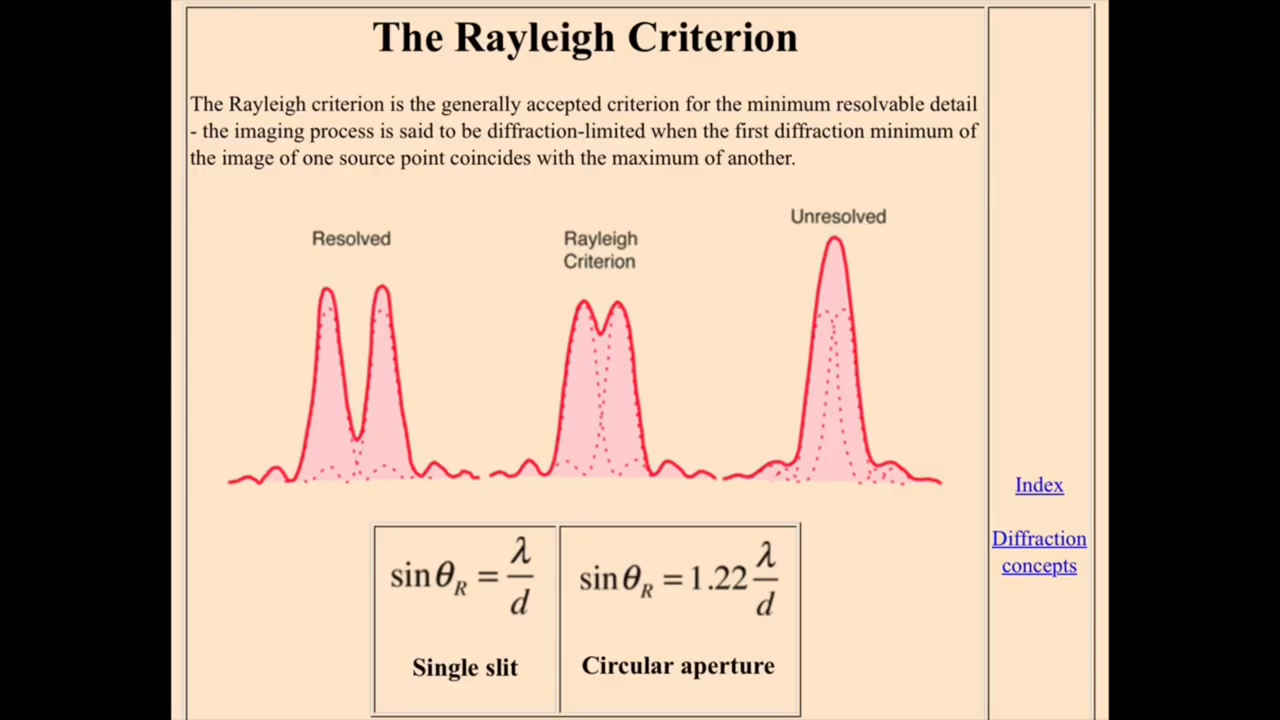 The Rayleigh Criterion
The Rayleigh criterion is the generally accepted criterion for the minimum resolvable detail
- the imaging process is said to be diffraction-limited when the first diffraction minimum of
the image of one source point coincides with the maximum of another.
Resolved
Rayleigh
Criterion
Unresolved
sinθ_R = λ/d
Single slit
sinθ_R = 1.22 λ/d
Circular aperture
Index
Diffraction
concepts